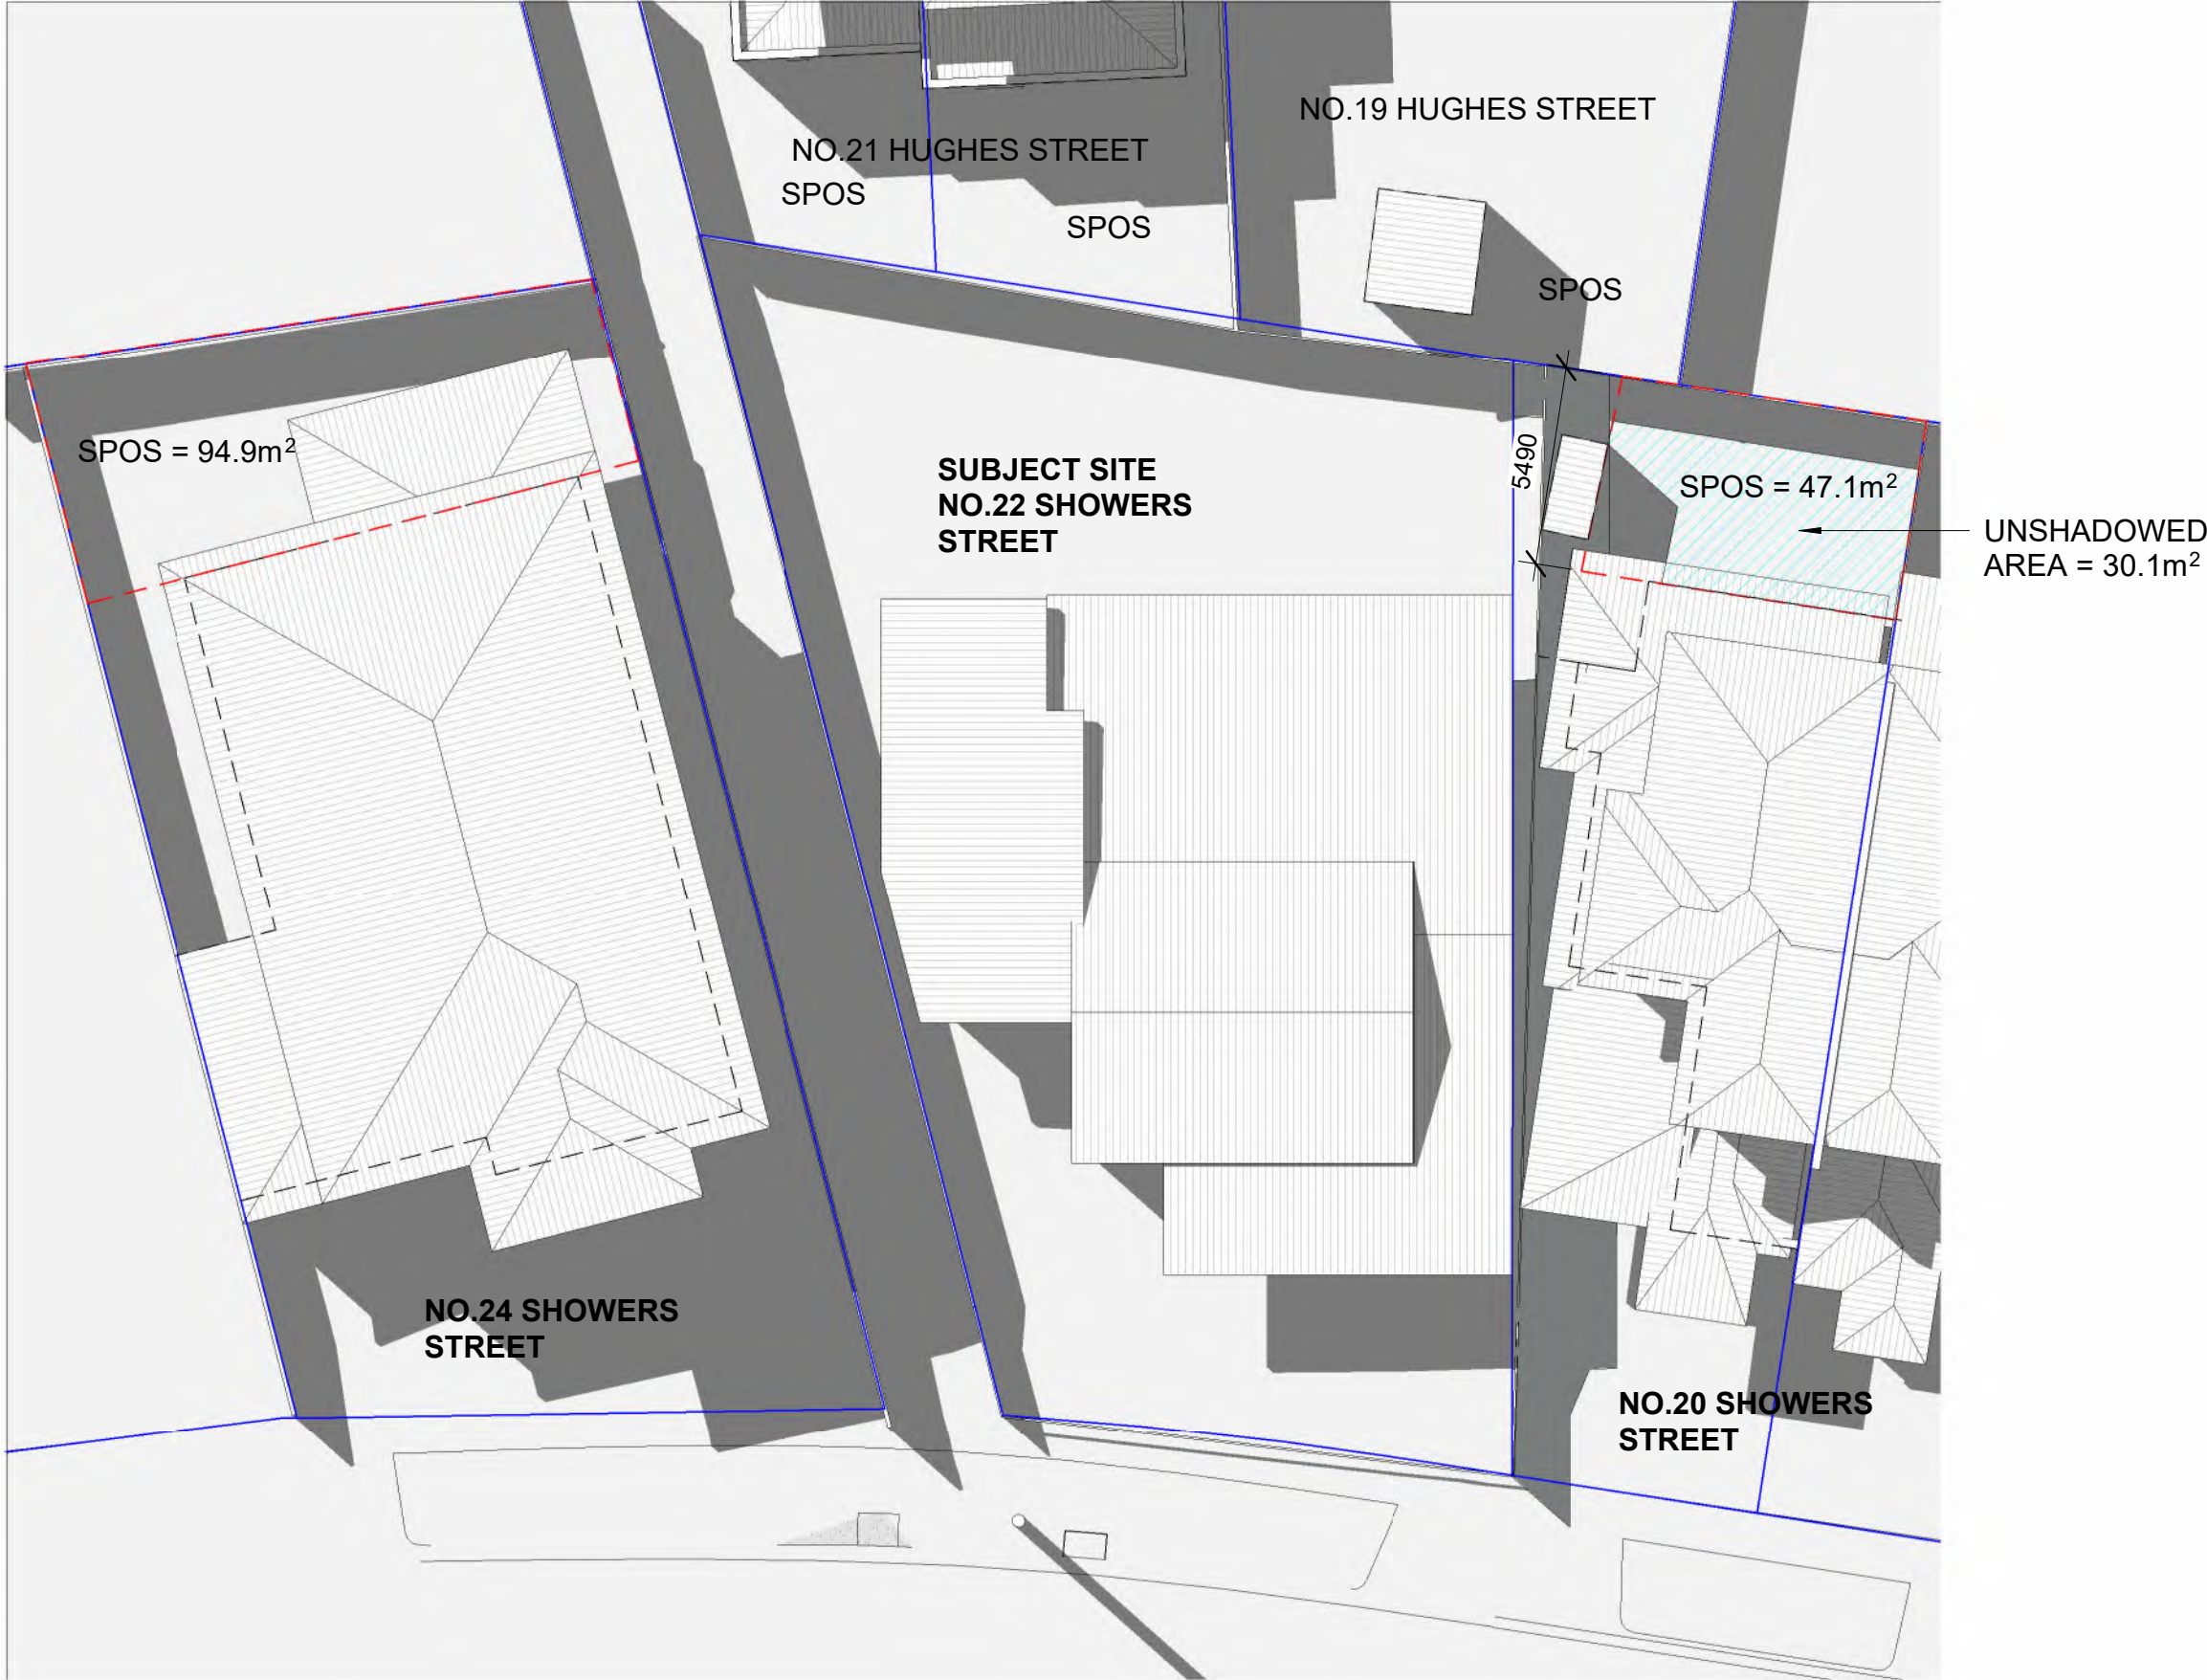 NO.19 HUGHES STREET
NO.21 HUGHES STREET
SPOS
SPOS
SPOS
SPOS = 94.9m²
SUBJECT SITE
NO.22 SHOWERS
STREET
5490
SPOS = 47.1m²
UNSHADOWED
AREA = 30.1m²
NO.24 SHOWERS
STREET
NO.20 SHOWERS
STREET